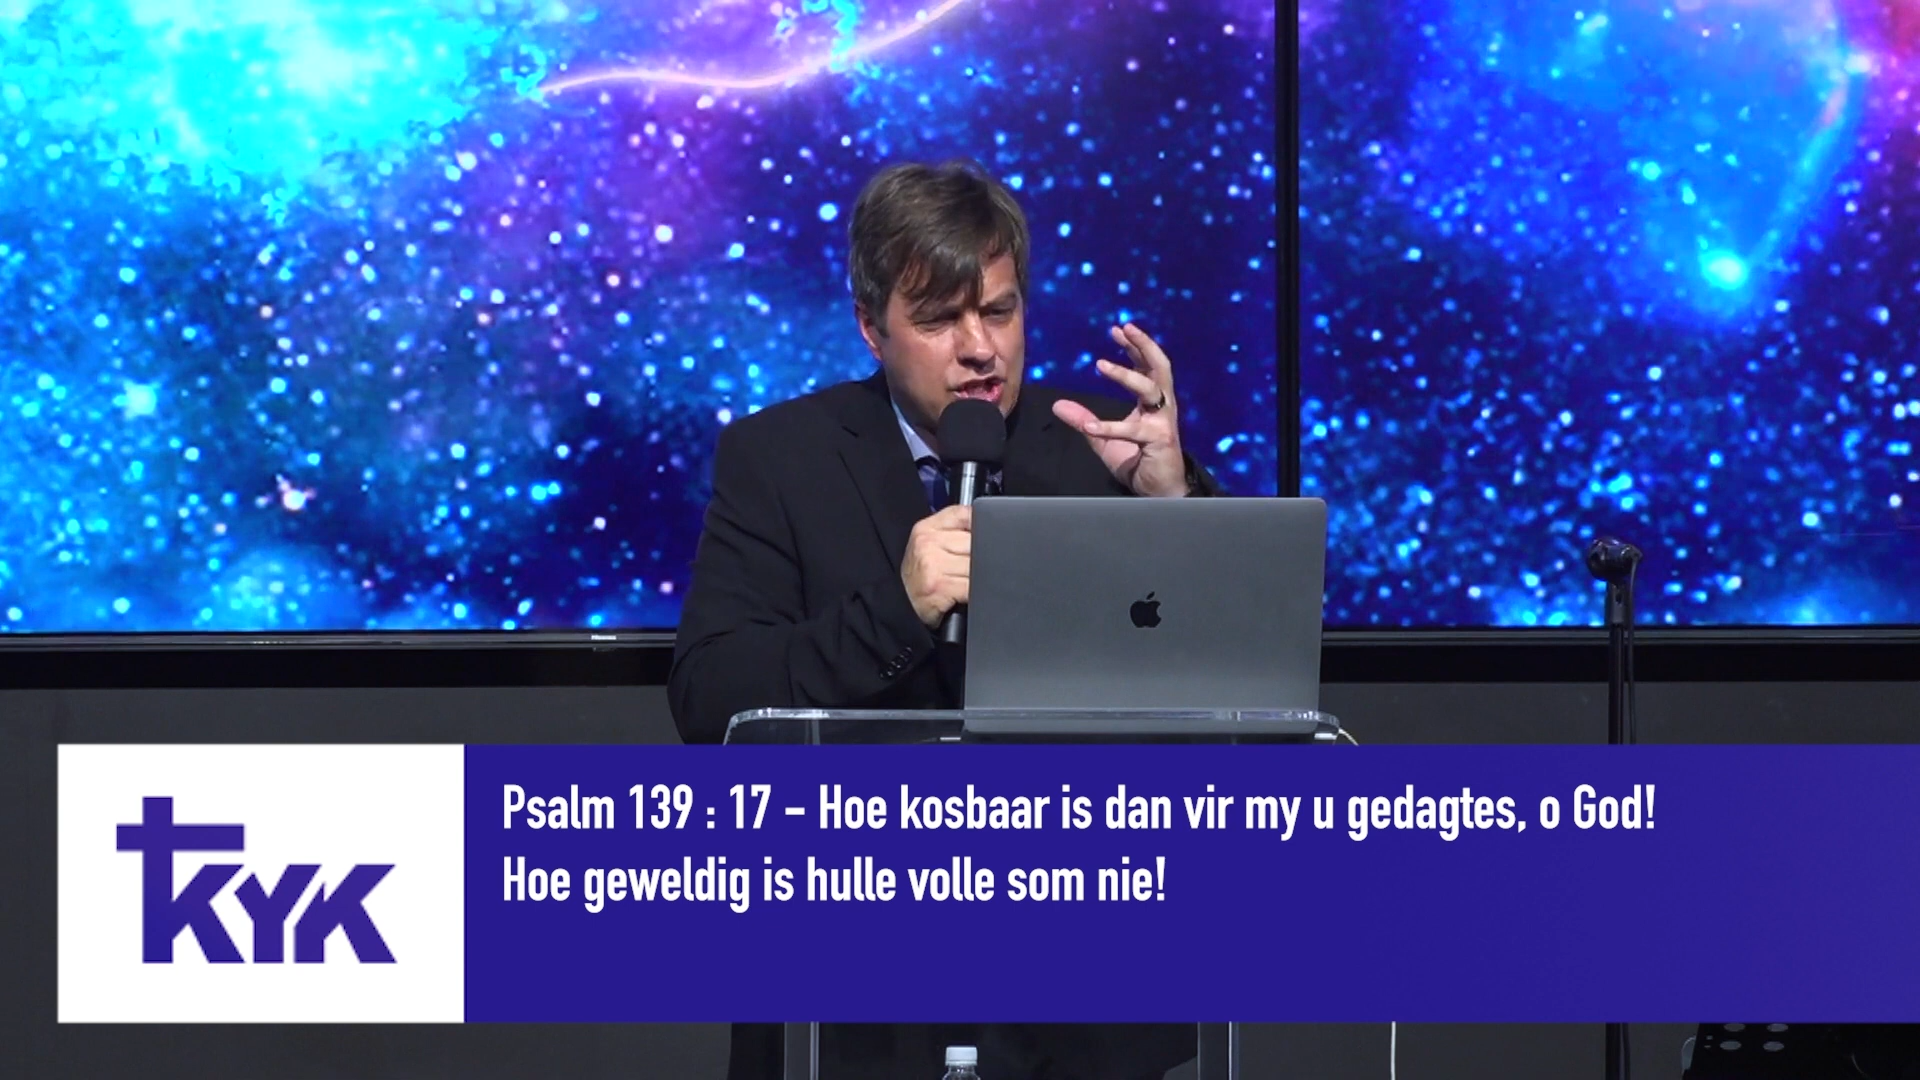 KYK
Psalm 139 : 17 – Hoe kosbaar is dan vir my u gedagtes, o God!
Hoe geweldig is hulle volle som nie!